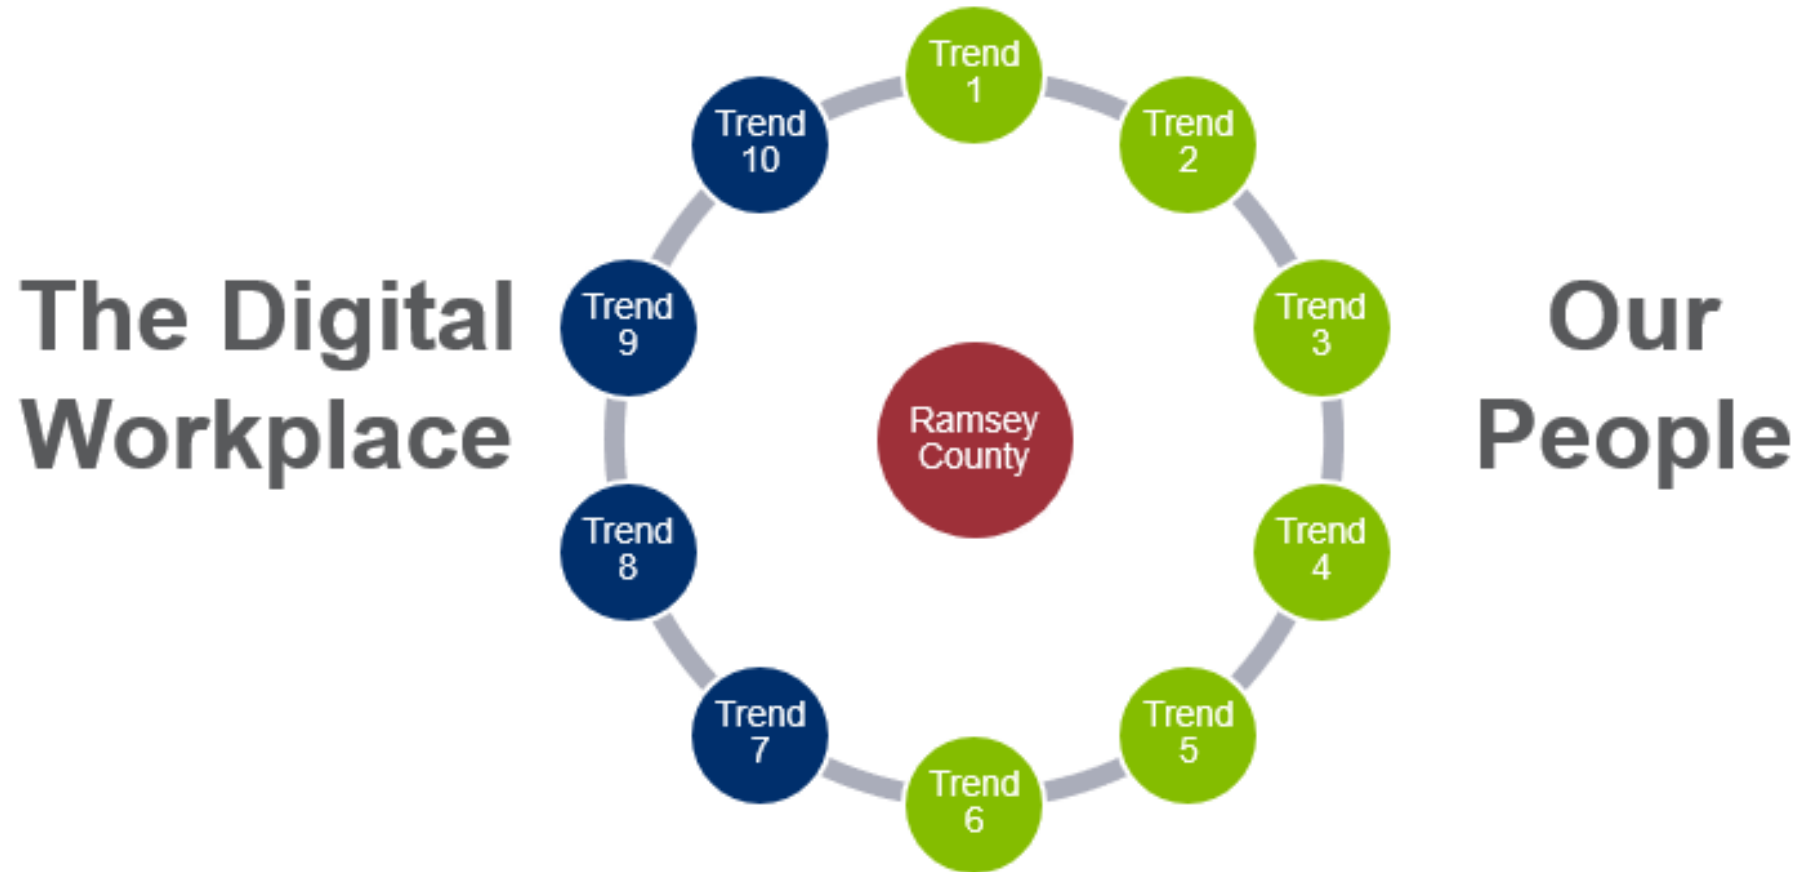 Trend
1
Trend
2
Trend
3
Trend
4
Trend
5
Trend
6
Trend
7
Trend
8
Trend
9
Trend
10
Ramsey
County
The Digital
Workplace
Our
People